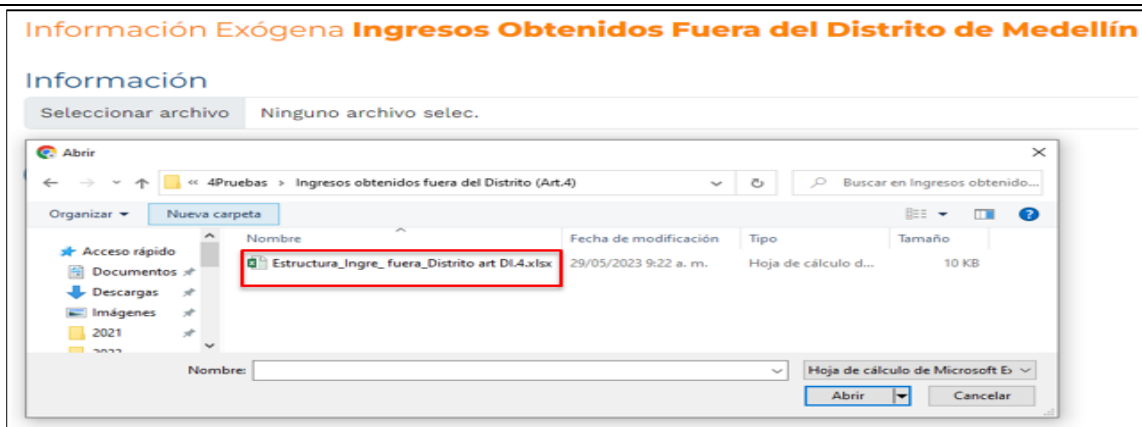 Información Exógena Ingresos Obtenidos Fuera del Distrito de Medellín
Información
Seleccionar archivo Ninguno archivo selec.
Abrir
« 4Pruebas > Ingresos obtenidos fuera del Distrito (Art.4) Buscar en Ingresos obtenido...
Organizar Nueva carpeta
Nombre Fecha de modificación Tipo Tamaño
Acceso rápido
Estructura_Ingre_ fuera_Distrito art DI.4.xlsx 29/05/2023 9:22 a. m. Hoja de cálculo d... 10 KB
Documentos
Descargas
Imágenes
2021
Nombre:
Hoja de cálculo de Microsoft E
Abrir Cancelar